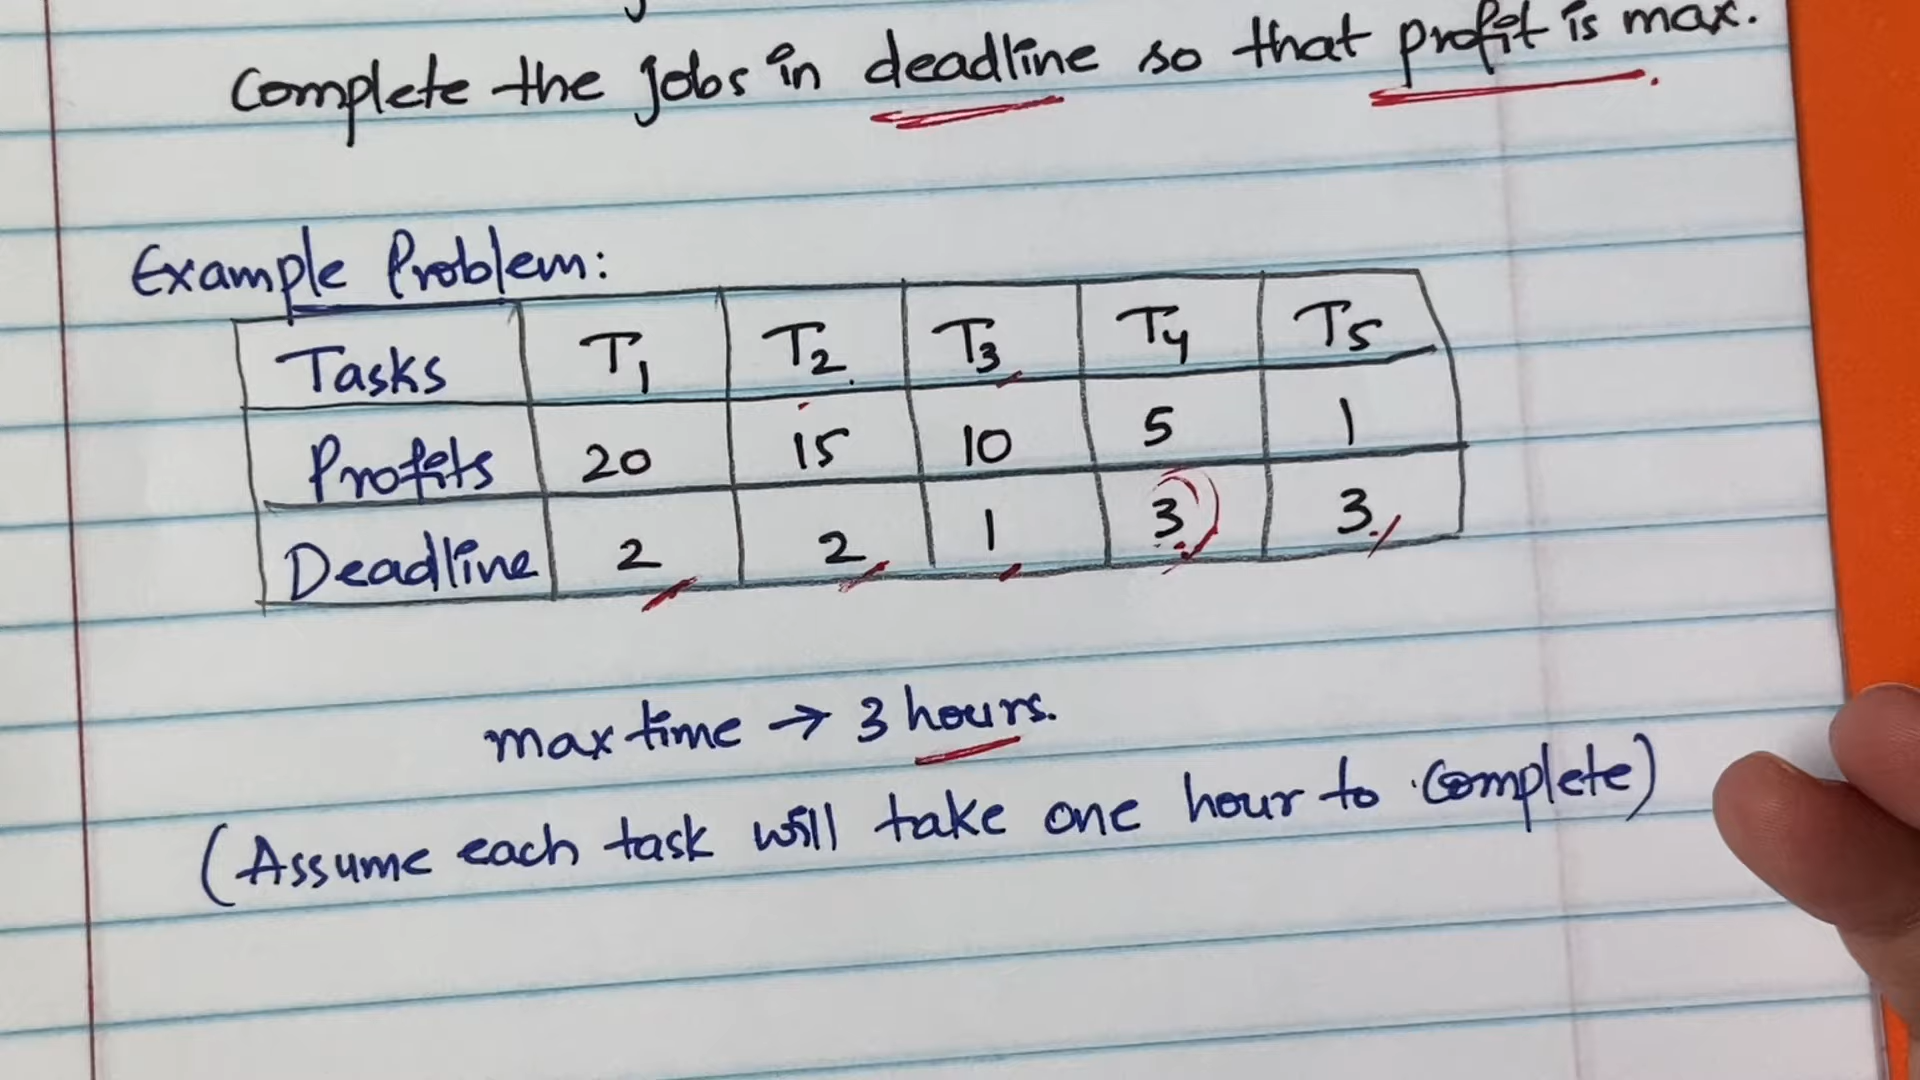 Complete the jobs in deadline so that profit is max.
Example Problem:
Tasks T1 T2 T3 T4 T5
Profits 20 15 10 5 1
Deadline 2 2 1 3 3
max time → 3 hours.
(Assume each task will take one hour to complete)